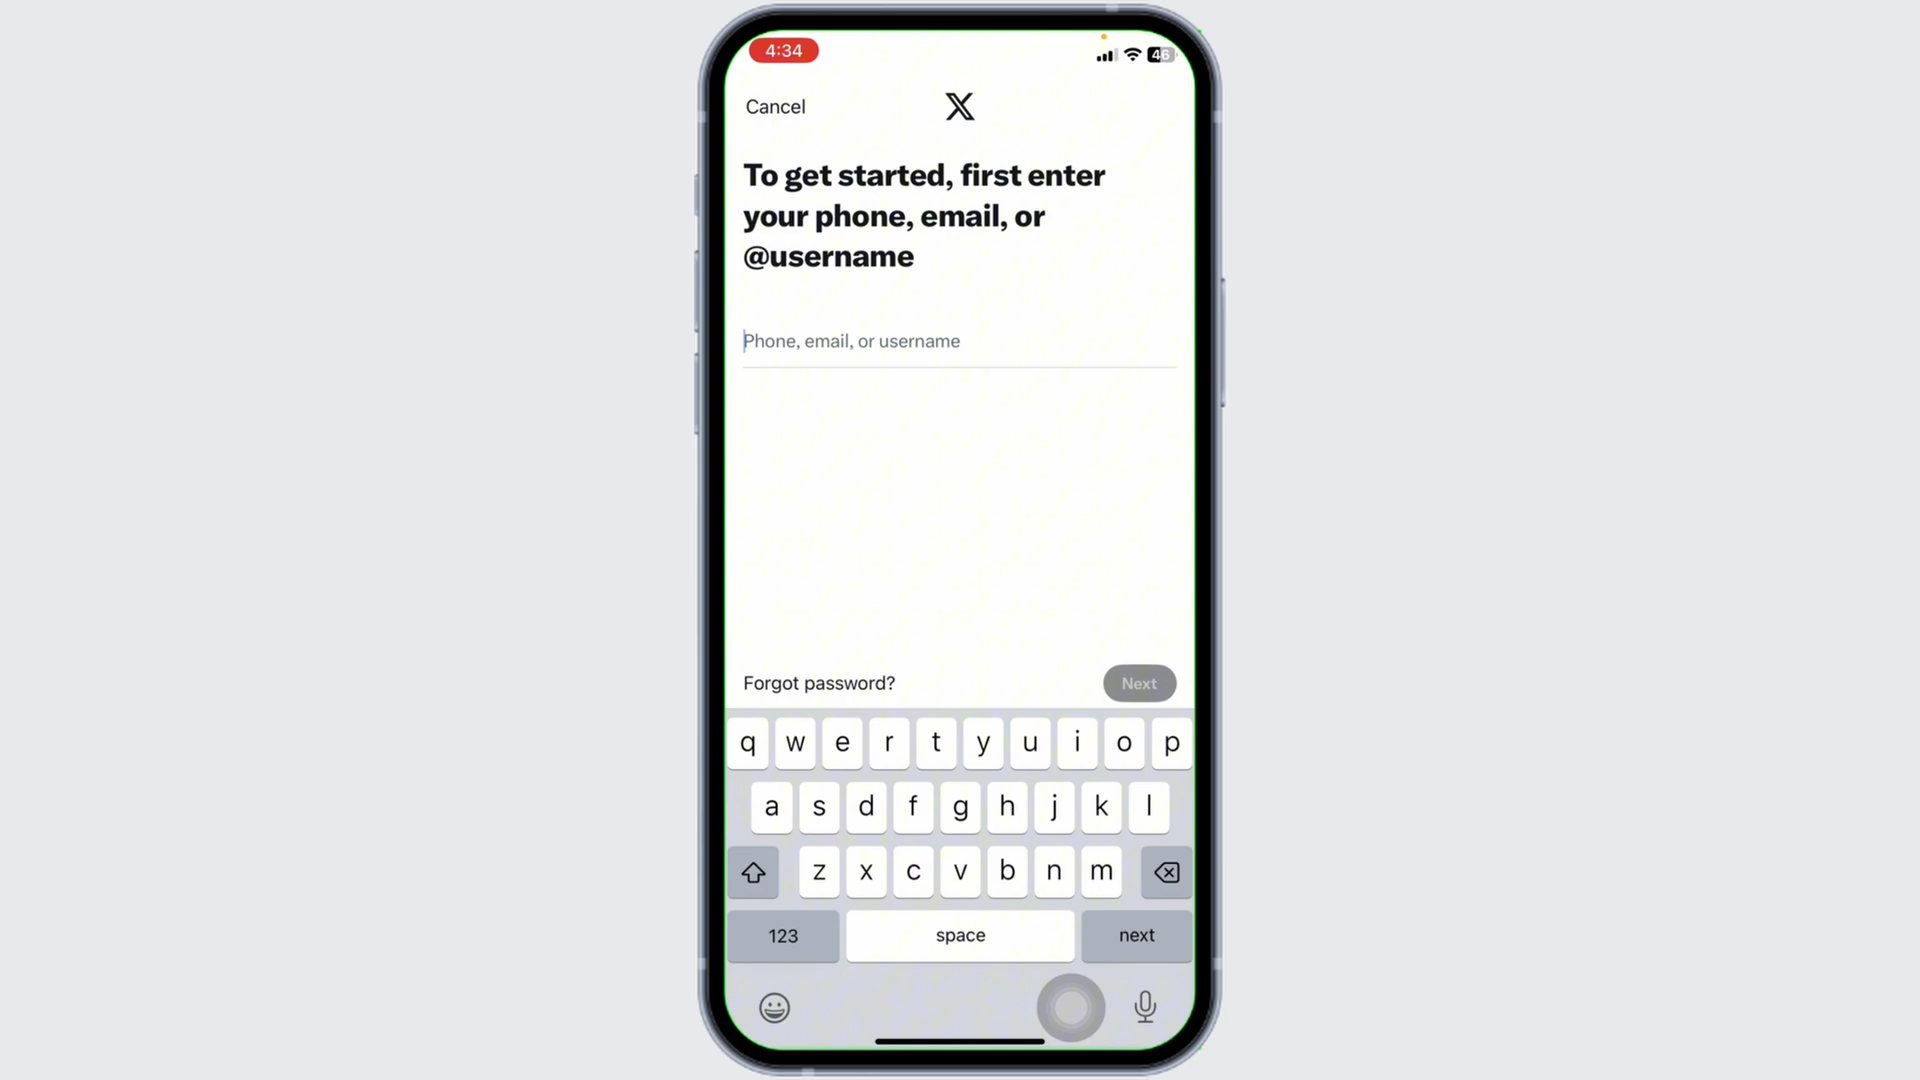 4:34
46
Cancel
To get started, first enter
your phone, email, or
@username
Phone, email, or username
Forgot password?
Next
q w e r t y u i o p
a s d f g h j k l
z x c v b n m
123 space next